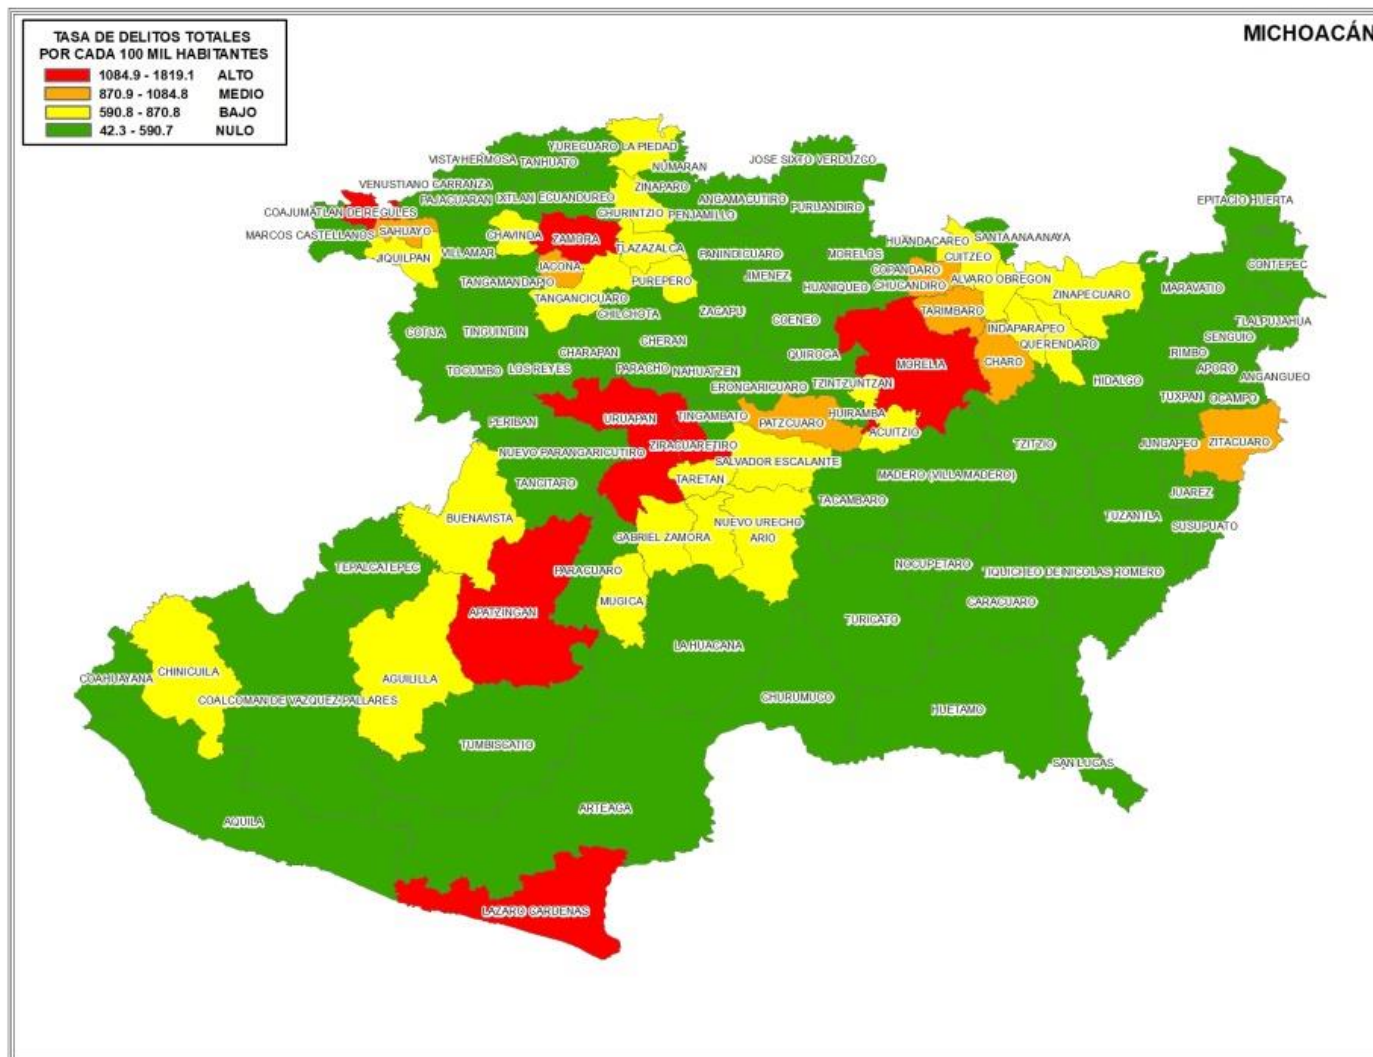 MICHOACÁN
TASA DE DELITOS TOTALES
POR CADA 100 MIL HABITANTES
1084.9 - 1819.1 ALTO
870.9 - 1084.8 MEDIO
590.8 - 870.8 BAJO
42.3 - 590.7 NULO
YURECUARO
LA PIEDAD
VISTA HERMOSA
TANHUATO
NUMARAN
JOSE SIXTO VERDUZCO
VENUSTIANO CARRANZA
ZINAPARO
PAJACUARAN
IXTLAN
ECUANDUREO
ANGAMACUTIRO
PURUANDIRO
EPITACIO HUERTA
COAJUMATLAN DE REGULES
CHURINTZIO
PENJAMILLO
MARCOS CASTELLANOS
SAHUAYO
CHAVINDA
ZAMORA
TLAZAZALCA
HUANDACAREO
SANTA ANA ANAYA
JIQUILPAN
VILLAMAR
PANINDICUARO
MORELOS
CUITZEO
CONTEPEC
JACONA
COPANDARO
TANGAMANDAPIO
PUREPERO
JIMENEZ
HUANIQUEO
CHUCANDIRO
ALVARO OBREGON
ZINAPECUARO
MARAVATIO
TANGANCICUARO
CHILCHOTA
ZACAPU
COENEO
TARIMBARO
TLALPUJAHUA
COTIJA
TINGUINDIN
CHERAN
INDAPARAPEO
QUERENDARO
SENGUIO
CHARAPAN
QUIROGA
IRIMBO
TOCUMBO
LOS REYES
PARACHO
NAHUATZEN
MORELIA
CHARO
APORO
ANGANGUEO
ERONGARICUARO
TZINTZUNTZAN
HIDALGO
TUXPAN
OCAMPO
PERIBAN
URUAPAN
TINGAMBATO
PATZCUARO
HUIRAMBA
ACUITZIO
TZITZIO
JUNGAPEO
ZITACUARO
NUEVO PARANGARICUTIRO
ZIRACUARETIRO
SALVADOR ESCALANTE
TANCITARO
TARETAN
MADERO (VILLA MADERO)
TACAMBARO
JUAREZ
BUENAVISTA
NUEVO URECHO
TUZANTLA
SUSUPUATO
GABRIEL ZAMORA
ARIO
TEPALCATEPEC
PARACUARO
NOCUPETARO
TIQUICHEO DE NICOLAS ROMERO
MUGICA
APATZINGAN
CARACUARO
TURICATO
LA HUACANA
COAHUAYANA
CHINICUILA
AGUILILLA
COALCOMAN DE VAZQUEZ PALLARES
CHURUMUCO
HUETAMO
TUMBISCATIO
SAN LUCAS
AQUILA
ARTEAGA
LAZARO CARDENAS